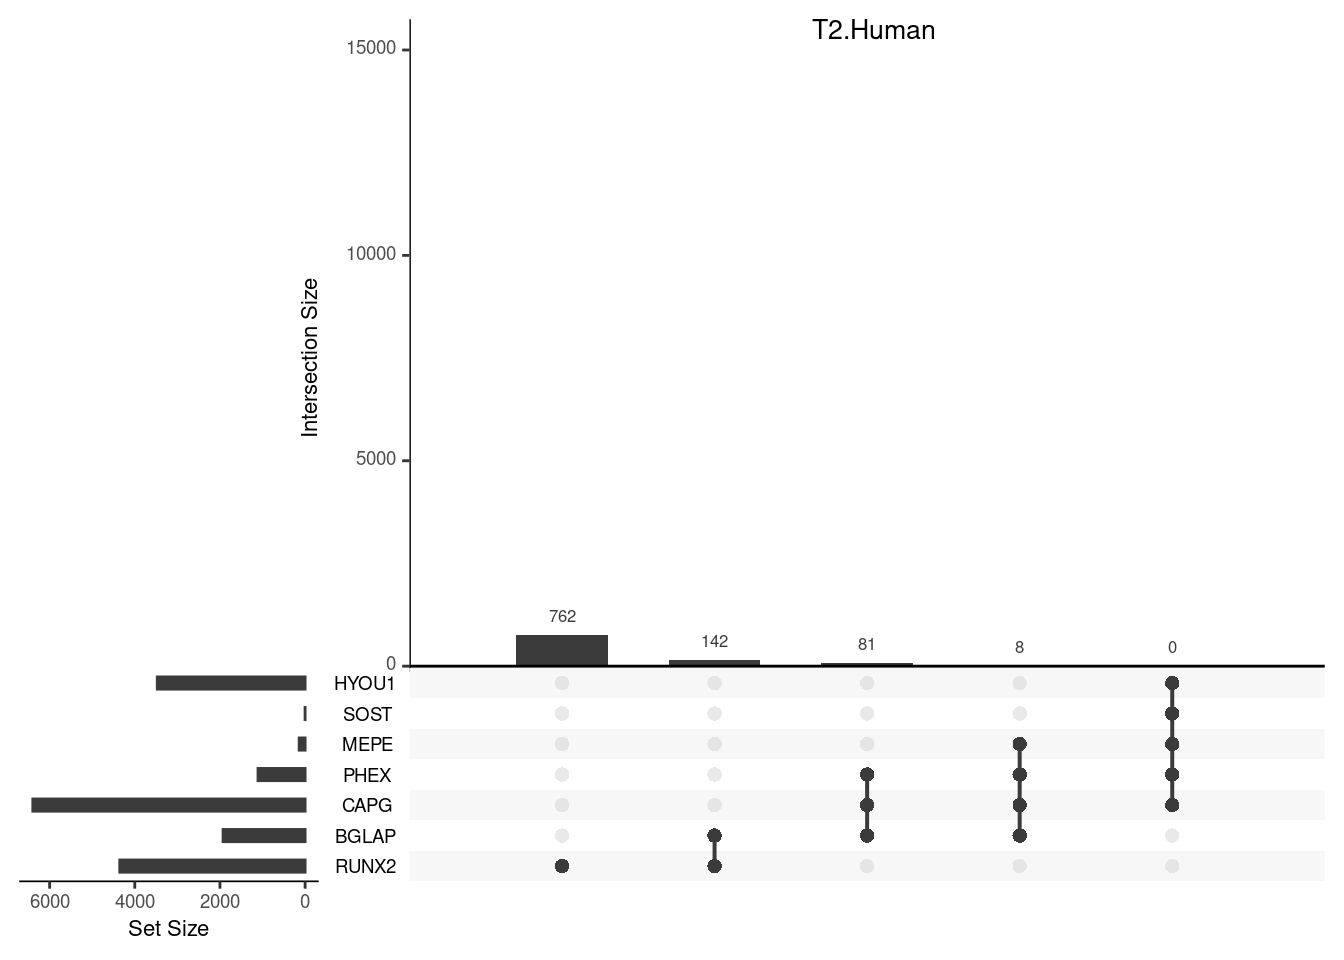 T2.Human
15000
10000
5000
0
Intersection Size
762
142
81
8
0
HYOU1
SOST
MEPE
PHEX
CAPG
BGLAP
RUNX2
6000 4000 2000 0
Set Size